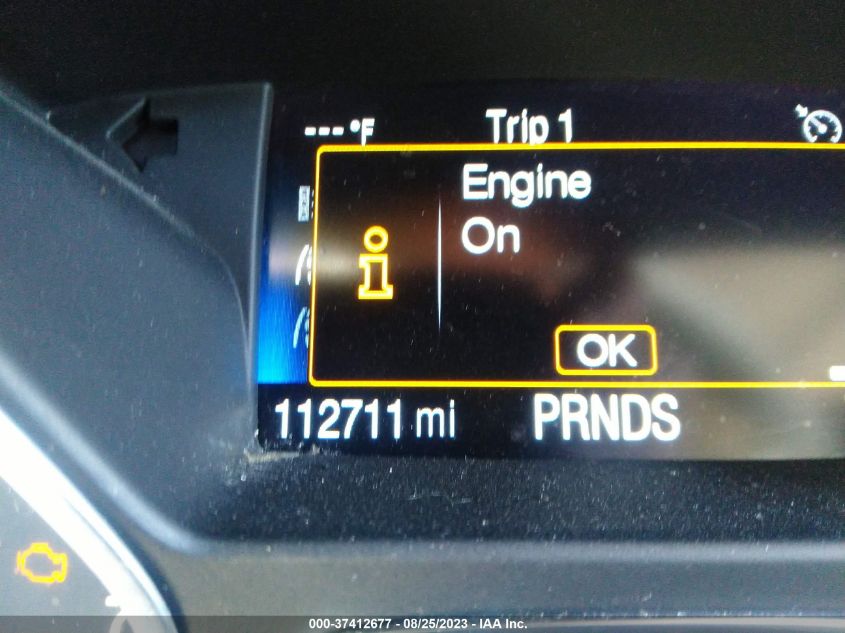 ---°F Trip 1
Engine
On
OK
112711 mi PRNDS
000-37412677 - 08/25/2023 - IAA Inc.